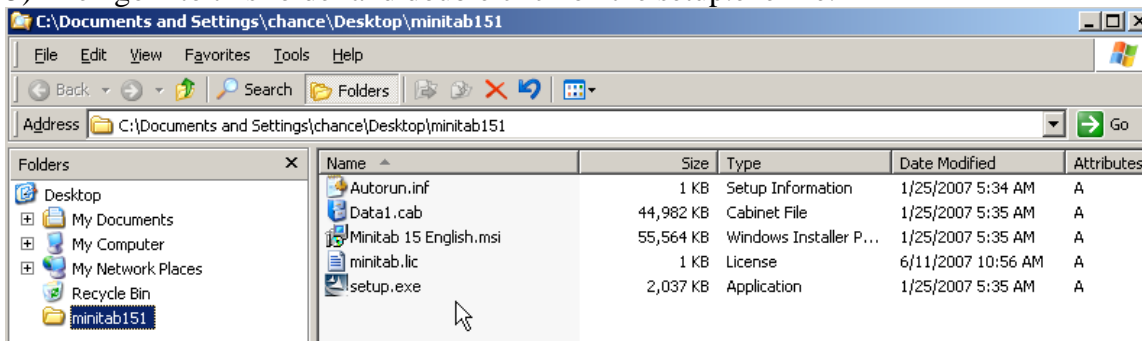 C:\Documents and Settings\chance\Desktop\minitab151
File Edit View Favorites Tools Help
Back Search Folders
Address C:\Documents and Settings\chance\Desktop\minitab151 Go
Folders x Name Size Type Date Modified Attributes
Desktop
My Documents
My Computer
My Network Places
Recycle Bin
minitab151
Autorun.inf 1 KB Setup Information 1/25/2007 5:34 AM A
Data1.cab 44,982 KB Cabinet File 1/25/2007 5:35 AM A
Minitab 15 English.msi 55,564 KB Windows Installer P... 1/25/2007 5:35 AM A
minitab.lic 1 KB License 6/11/2007 10:56 AM A
setup.exe 2,037 KB Application 1/25/2007 5:35 AM A